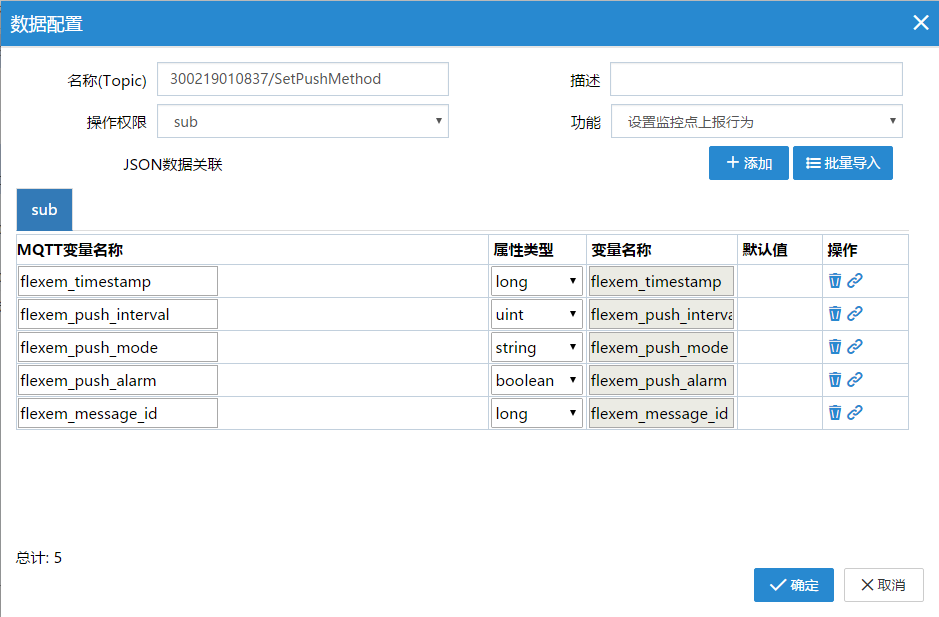 数据配置
名称(Topic) 300219010837/SetPushMethod 描述
操作权限 sub 功能 设置监控点上报行为
JSON数据关联 添加 批量导入
sub
MQTT变量名称 属性类型 变量名称 默认值 操作
flexem_timestamp long flexem_timestamp
flexem_push_interval uint flexem_push_interva
flexem_push_mode string flexem_push_mode
flexem_push_alarm boolean flexem_push_alarm
flexem_message_id long flexem_message_id
总计: 5
确定 取消